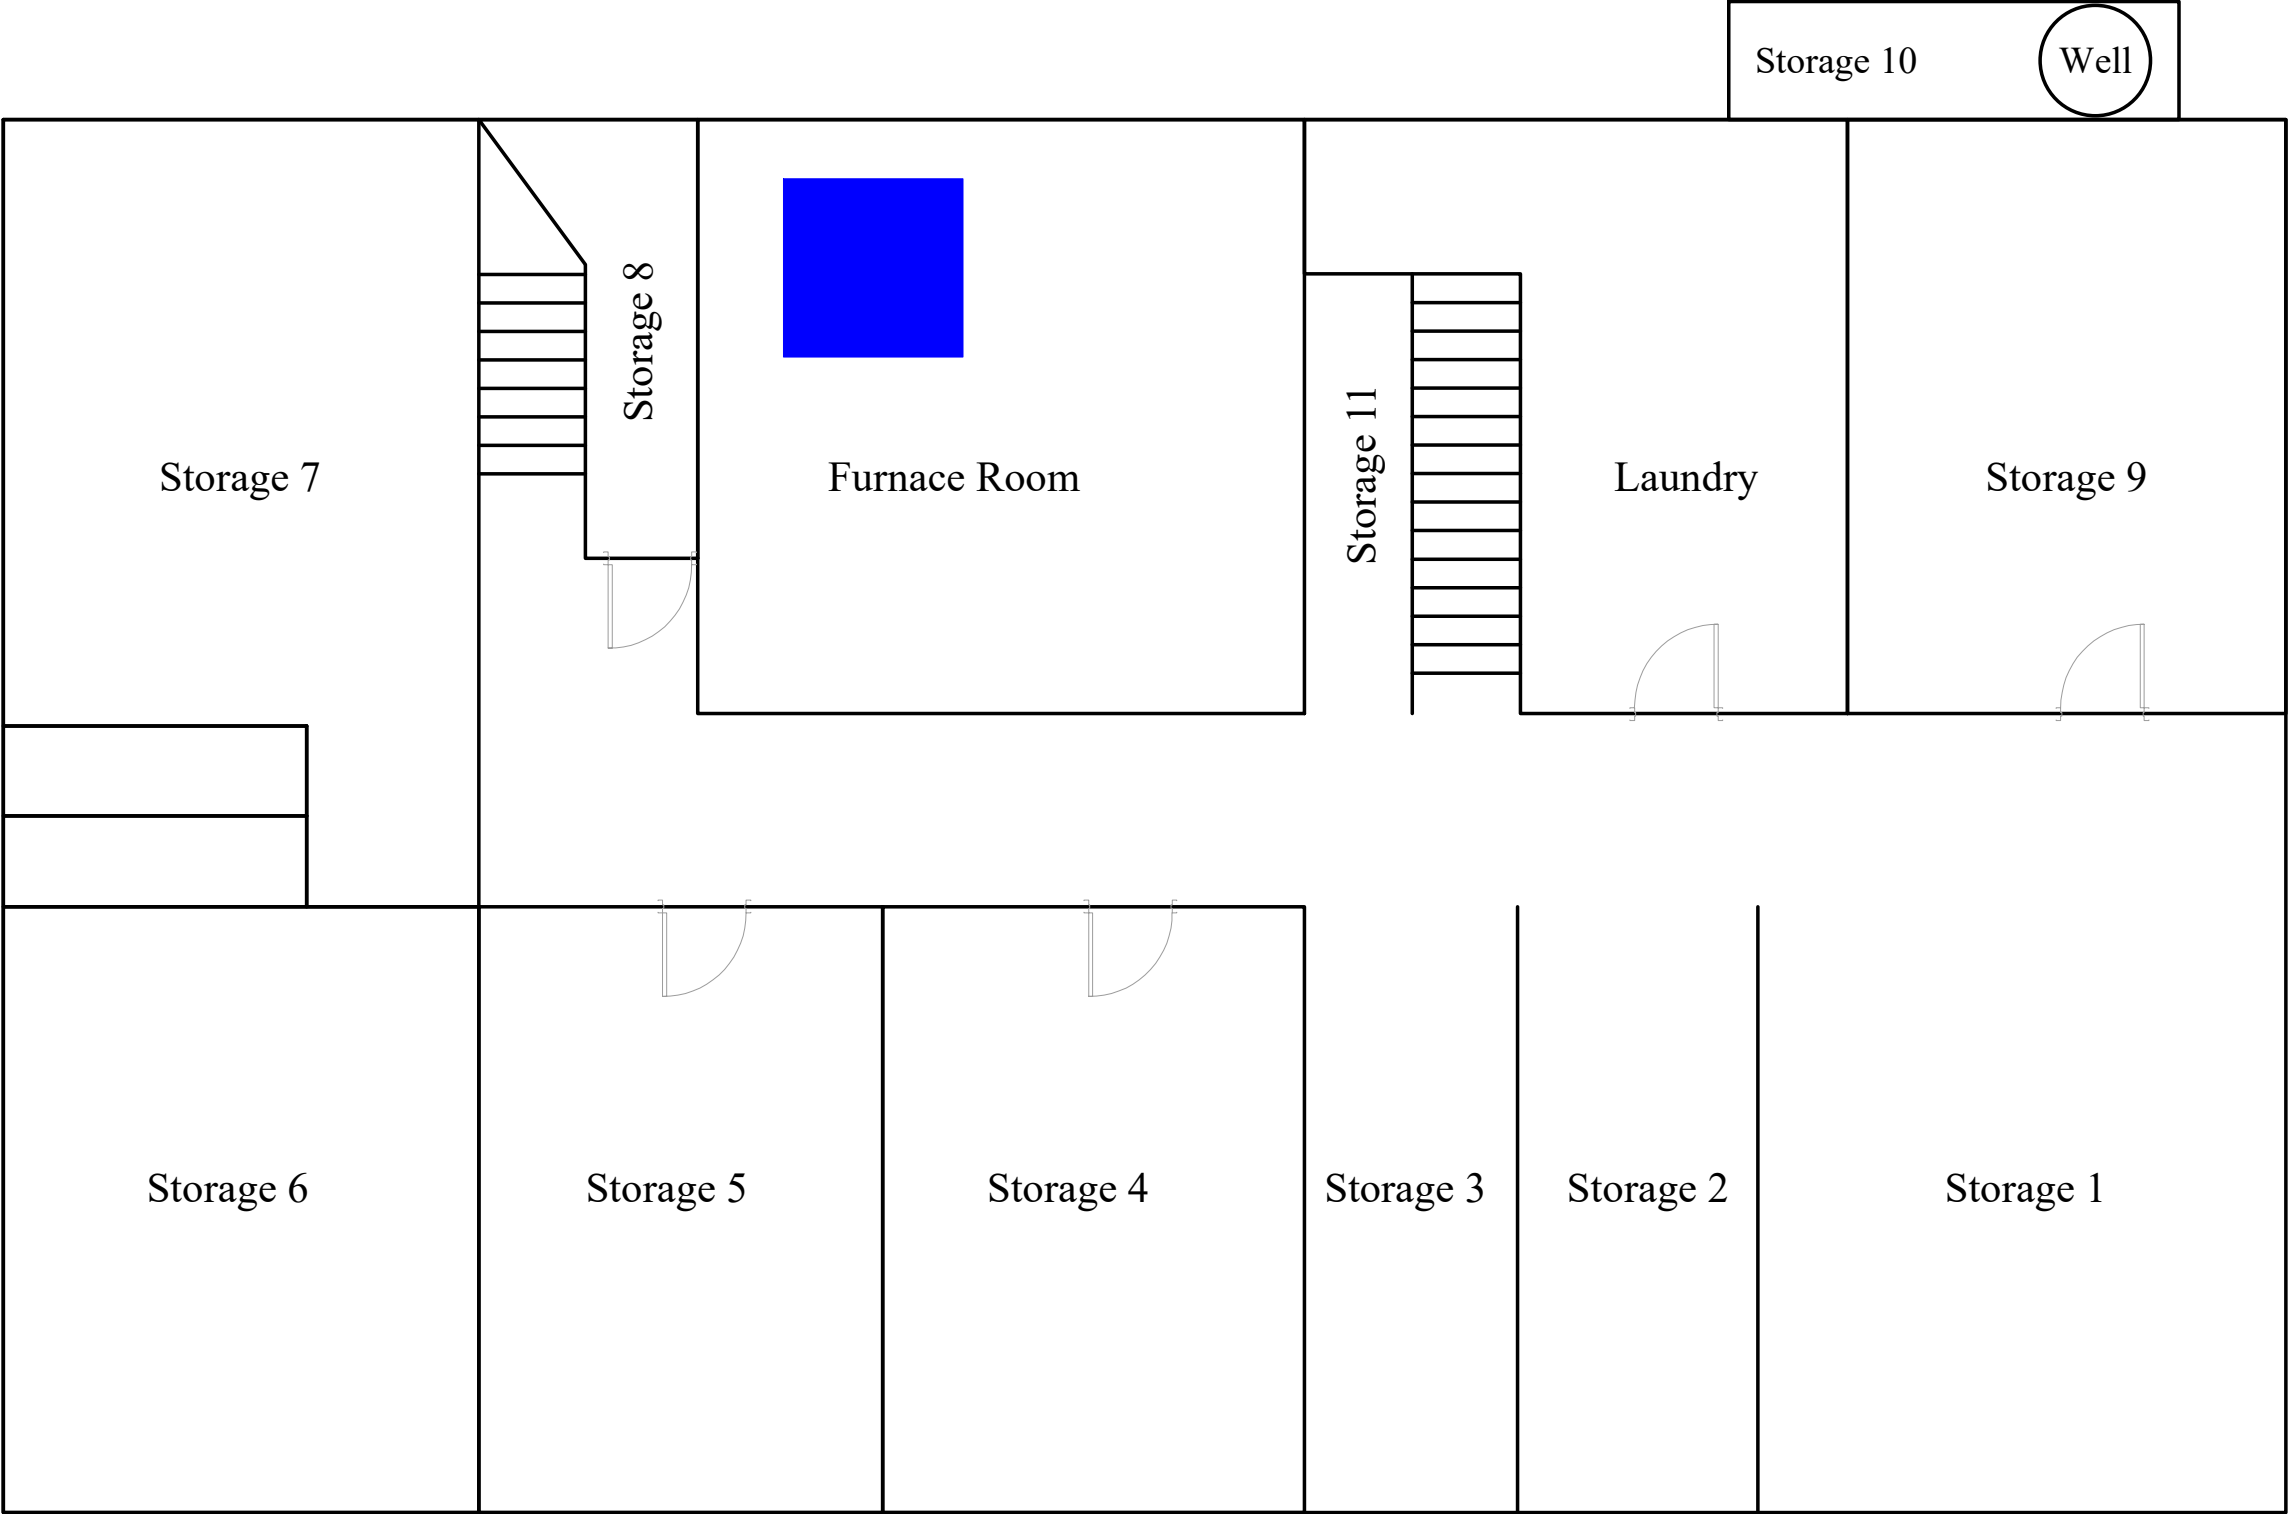 Storage 10
Well
Storage 8
Storage 7
Furnace Room
Storage 11
Laundry
Storage 9
Storage 6
Storage 5
Storage 4
Storage 3
Storage 2
Storage 1